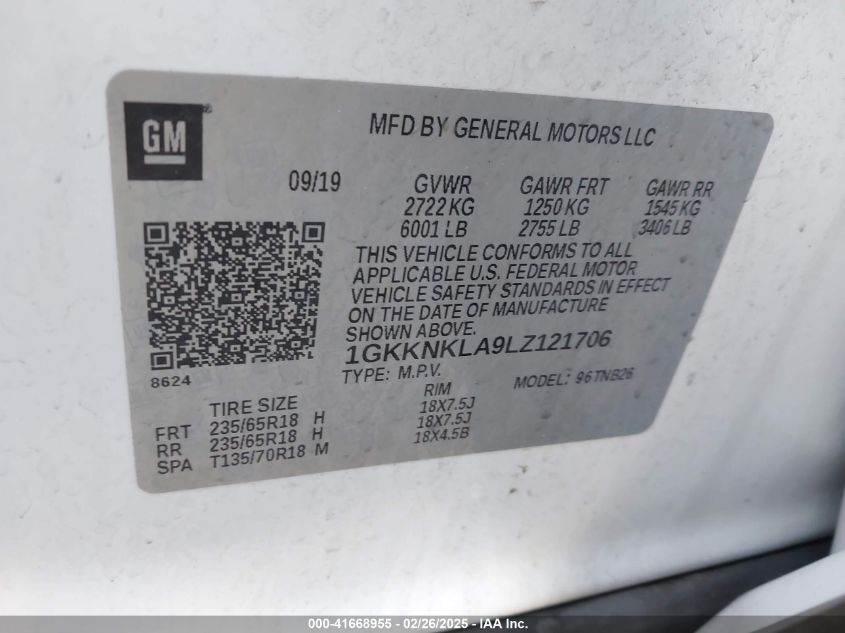 GM®
MFD BY GENERAL MOTORS LLC
09/19 GVWR GAWR FRT GAWR RR
2722 KG 1250 KG 1545 KG
6001 LB 2755 LB 3406 LB
THIS VEHICLE CONFORMS TO ALL
APPLICABLE U.S. FEDERAL MOTOR
VEHICLE SAFETY STANDARDS IN EFFECT
ON THE DATE OF MANUFACTURE
SHOWN ABOVE.
1GKKNKLA9LZ121706
8624
TYPE: M.P.V. MODEL: 96TNB26
TIRE SIZE RIM
FRT 235/65R18 H 18X7.5J
RR 235/65R18 H 18X7.5J
SPA T135/70R18 M 18X4.5B
000-41668955 - 02/26/2025 - IAA Inc.